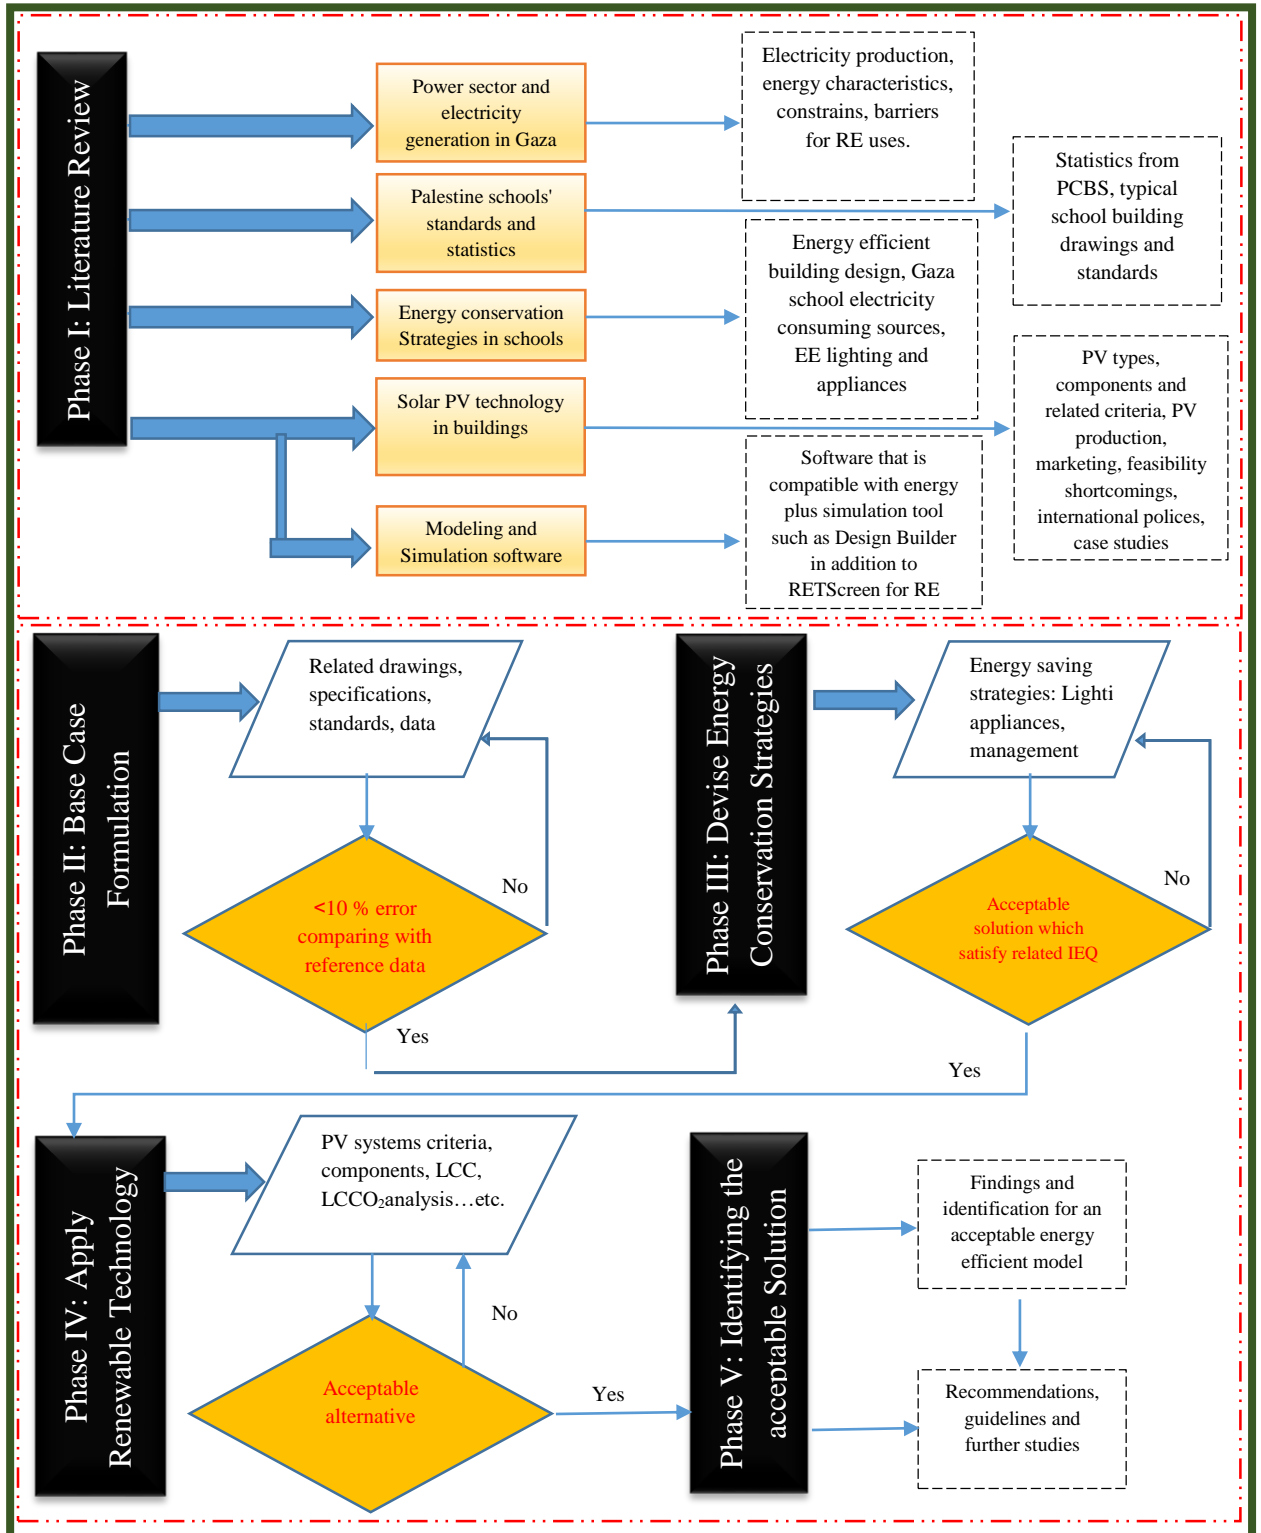 Phase I: Literature Review
Power sector and
electricity
generation in Gaza
Electricity production,
energy characteristics,
constrains, barriers
for RE uses.
Palestine schools'
standards and
statistics
Statistics from
PCBS, typical
school building
drawings and
standards
Energy conservation
Strategies in schools
Energy efficient
building design, Gaza
school electricity
consuming sources,
EE lighting and
appliances
Solar PV technology
in buildings
PV types,
components and
related criteria, PV
production,
marketing, feasibility
shortcomings,
international polices,
case studies
Modeling and
Simulation software
Software that is
compatible with energy
plus simulation tool
such as Design Builder
in addition to
RETScreen for RE
Phase II: Base Case
Formulation
Related drawings,
specifications,
standards, data
<10 % error
comparing with
reference data
No
Yes
Phase III: Devise Energy
Conservation Strategies
Energy saving
strategies: Lighti
appliances,
management
Acceptable
solution which
satisfy related IEQ
No
Yes
Phase IV: Apply
Renewable Technology
PV systems criteria,
components, LCC,
LCCO₂analysis…etc.
No
Acceptable
alternative
Yes
Phase V: Identifying the
acceptable Solution
Findings and
identification for an
acceptable energy
efficient model
Recommendations,
guidelines and
further studies